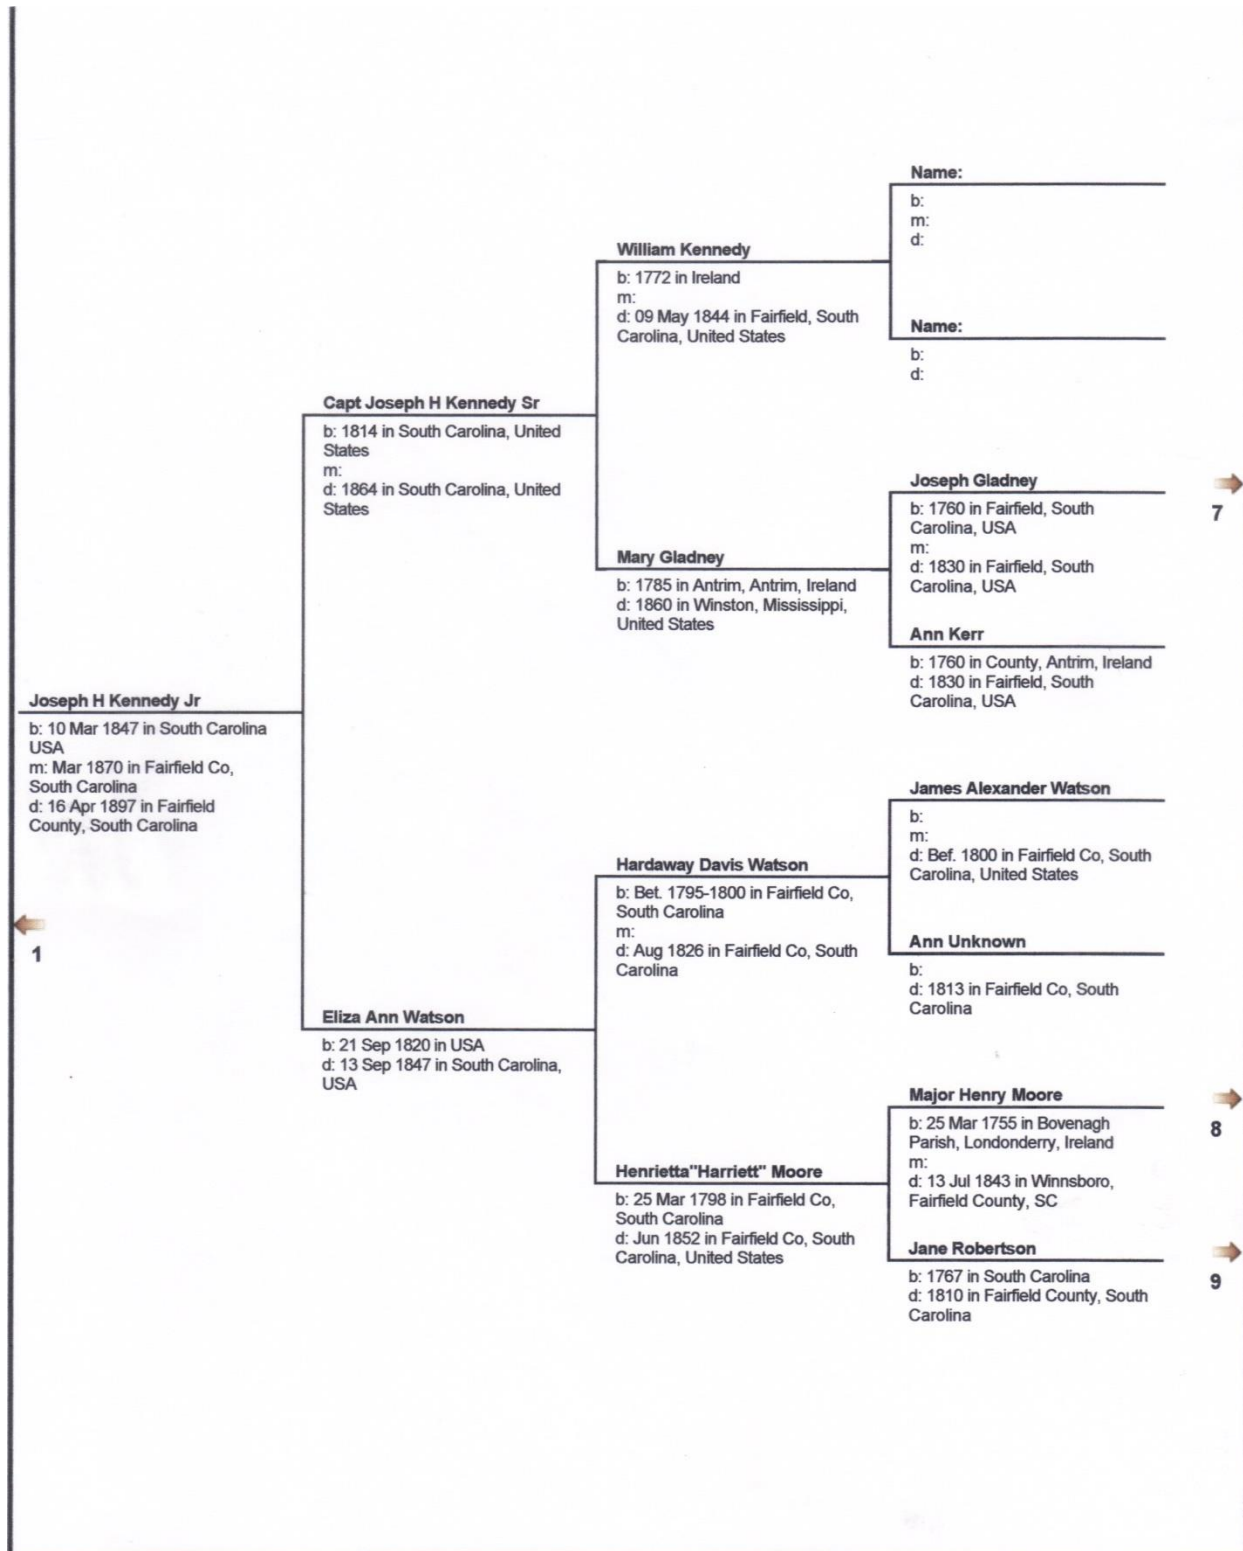 Name:
b:
m:
d:
William Kennedy
b: 1772 in Ireland
m:
d: 09 May 1844 in Fairfield, South
Carolina, United States
Name:
b:
d:
Capt Joseph H Kennedy Sr
b: 1814 in South Carolina, United
States
m:
d: 1864 in South Carolina, United
States
Joseph Gladney
b: 1760 in Fairfield, South
Carolina, USA
m:
d: 1830 in Fairfield, South
Carolina, USA
7
Mary Gladney
b: 1785 in Antrim, Antrim, Ireland
d: 1860 in Winston, Mississippi,
United States
Ann Kerr
b: 1760 in County, Antrim, Ireland
d: 1830 in Fairfield, South
Carolina, USA
Joseph H Kennedy Jr
b: 10 Mar 1847 in South Carolina
USA
m: Mar 1870 in Fairfield Co,
South Carolina
d: 16 Apr 1897 in Fairfield
County, South Carolina
1
James Alexander Watson
b:
m:
d: Bef. 1800 in Fairfield Co, South
Carolina, United States
Hardaway Davis Watson
b: Bet. 1795-1800 in Fairfield Co,
South Carolina
m:
d: Aug 1826 in Fairfield Co, South
Carolina
Ann Unknown
b:
d: 1813 in Fairfield Co, South
Carolina
Eliza Ann Watson
b: 21 Sep 1820 in USA
d: 13 Sep 1847 in South Carolina,
USA
Major Henry Moore
b: 25 Mar 1755 in Bovenagh
Parish, Londonderry, Ireland
m:
d: 13 Jul 1843 in Winnsboro,
Fairfield County, SC
8
Henrietta"Harriett" Moore
b: 25 Mar 1798 in Fairfield Co,
South Carolina
d: Jun 1852 in Fairfield Co, South
Carolina, United States
Jane Robertson
b: 1767 in South Carolina
d: 1810 in Fairfield County, South
Carolina
9